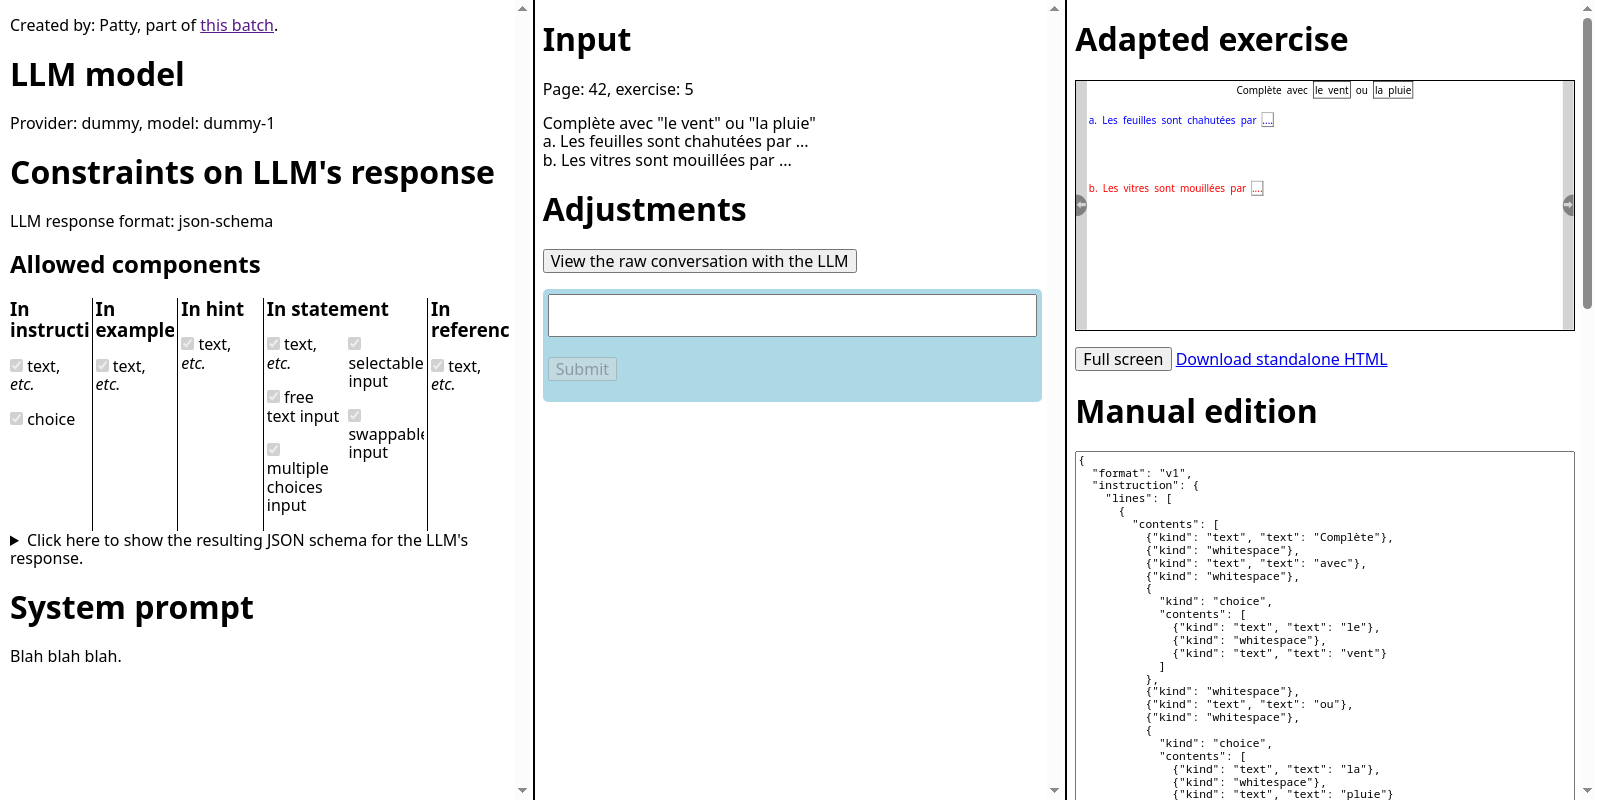 Created by: Patty, part of this batch.
LLM model
Provider: dummy, model: dummy-1
Constraints on LLM's response
LLM response format: json-schema
Allowed components
In
instructi
text,
etc.
choice
In
example
text,
etc.
In hint
text,
etc.
In statement
text,
etc.
free
text input
multiple
choices
input
selectable
input
swappable
input
In
referenc
text,
etc.
Click here to show the resulting JSON schema for the LLM's
response.
System prompt
Blah blah blah.
Input
Page: 42, exercise: 5
Complète avec "le vent" ou "la pluie"
a. Les feuilles sont chahutées par ...
b. Les vitres sont mouillées par ...
Adjustments
View the raw conversation with the LLM
Submit
Adapted exercise
Complète avec le vent ou la pluie
a. Les feuilles sont chahutées par ....
b. Les vitres sont mouillées par ....
Full screen Download standalone HTML
Manual edition
{
"format": "v1",
"instruction": {
"lines": [
{
"contents": [
{"kind": "text", "text": "Complète"},
{"kind": "whitespace"},
{"kind": "text", "text": "avec"},
{"kind": "whitespace"},
{
"kind": "choice",
"contents": [
{"kind": "text", "text": "le"},
{"kind": "whitespace"},
{"kind": "text", "text": "vent"}
]
},
{"kind": "whitespace"},
{"kind": "text", "text": "ou"},
{"kind": "whitespace"},
{
"kind": "choice",
"contents": [
{"kind": "text", "text": "la"},
{"kind": "whitespace"},
{"kind": "text", "text": "pluie"}